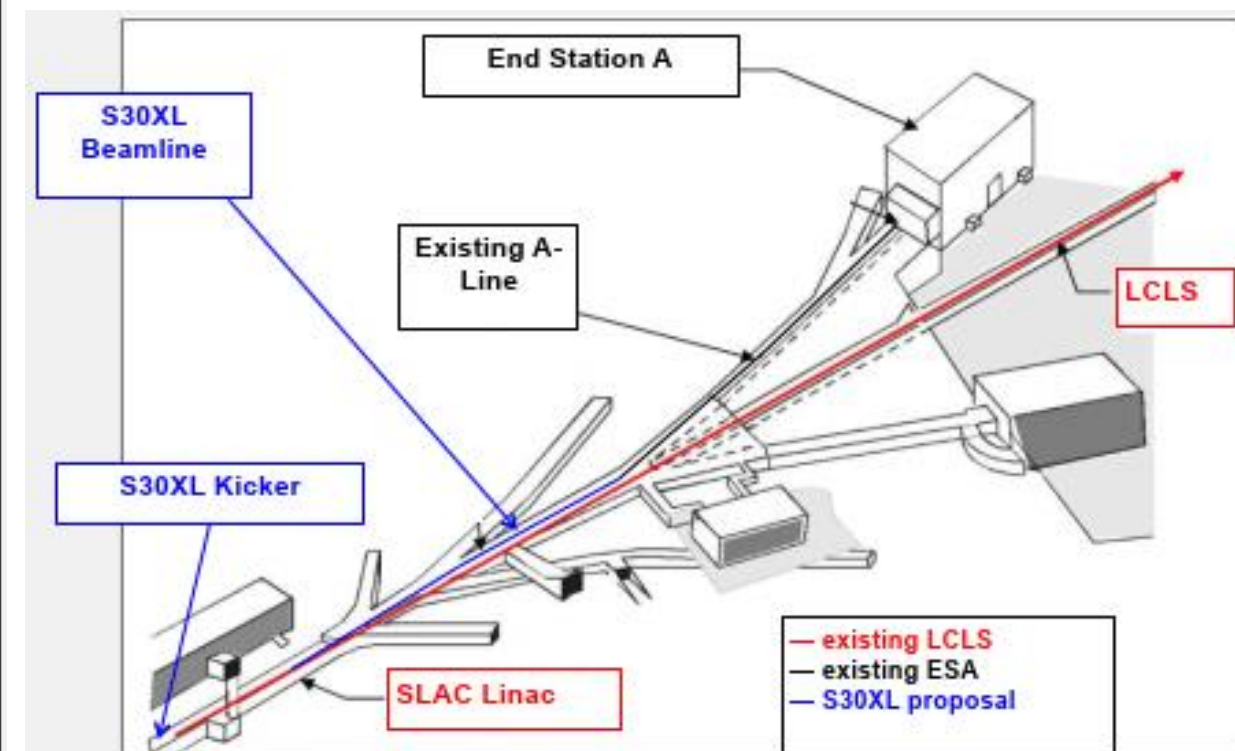 End Station A
S30XL
Beamline
Existing A-
Line
LCLS
S30XL Kicker
SLAC Linac
— existing LCLS
— existing ESA
— S30XL proposal